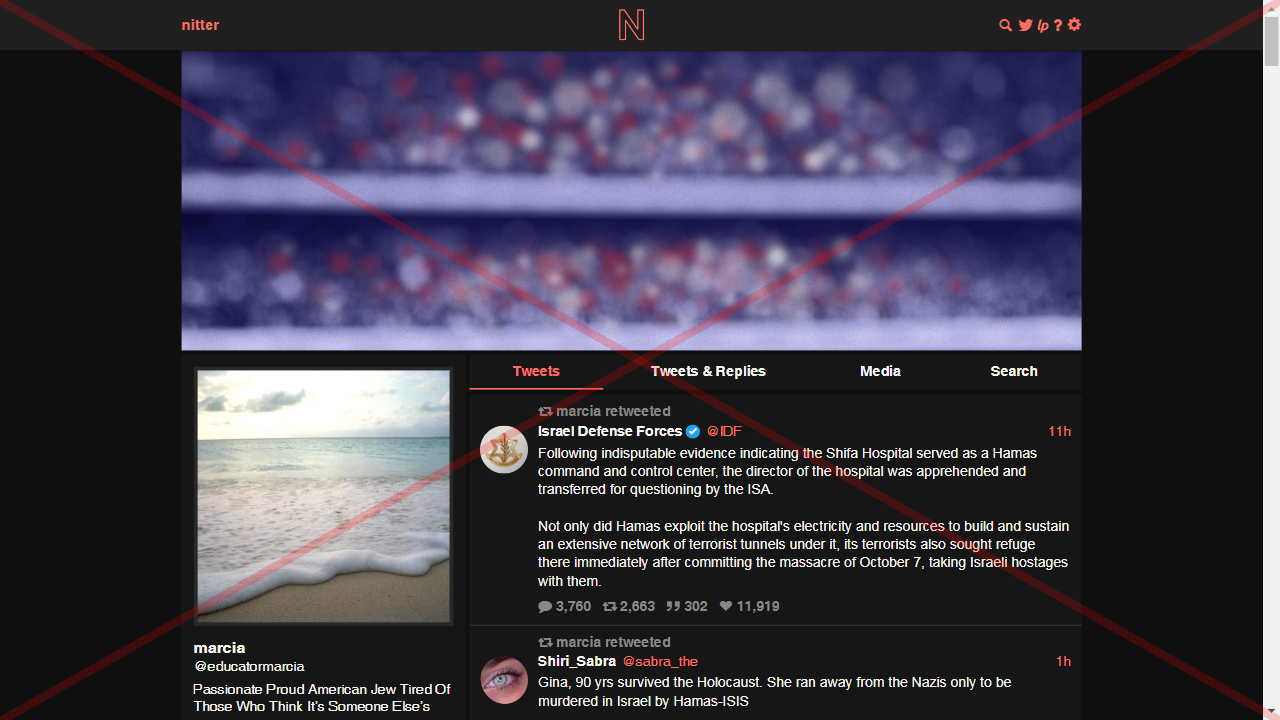 nitter
N
lp ?
Tweets
Tweets & Replies
Media
Search
marcia retweeted
Israel Defense Forces @IDF 11h
Following indisputable evidence indicating the Shifa Hospital served as a Hamas
command and control center, the director of the hospital was apprehended and
transferred for questioning by the ISA.
Not only did Hamas exploit the hospital's electricity and resources to build and sustain
an extensive network of terrorist tunnels under it, its terrorists also sought refuge
there immediately after committing the massacre of October 7, taking Israeli hostages
with them.
3,760 2,663 302 11,919
marcia retweeted
Shiri_Sabra @sabra_the 1h
Gina, 90 yrs survived the Holocaust. She ran away from the Nazis only to be
murdered in Israel by Hamas-ISIS
marcia
@educatormarcia
Passionate Proud American Jew Tired Of
Those Who Think It’s Someone Else’s